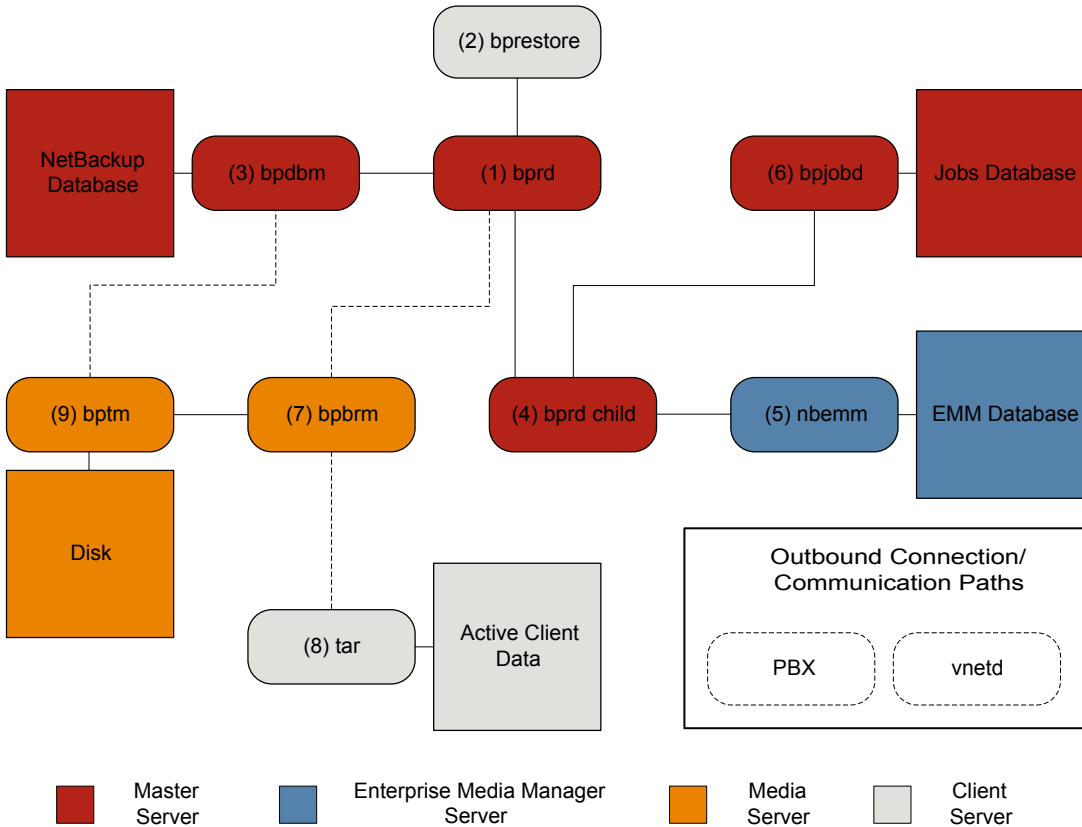 (2) bprestore
NetBackup
Database
(3) bpdbm
(1) bprd
(6) bpjobd
Jobs Database
(9) bptm
(7) bpbrm
(4) bprd child
(5) nbemm
EMM Database
Disk
Outbound Connection/
Communication Paths
(8) tar
Active Client
Data
PBX
vnetd
Master
Server
Enterprise Media Manager
Server
Media
Server
Client
Server